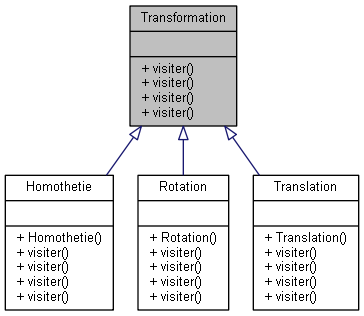 Transformation
+ visiter()
+ visiter()
+ visiter()
+ visiter()
Homothetie
+ Homothetie()
+ visiter()
+ visiter()
+ visiter()
+ visiter()
Rotation
+ Rotation()
+ visiter()
+ visiter()
+ visiter()
+ visiter()
Translation
+ Translation()
+ visiter()
+ visiter()
+ visiter()
+ visiter()